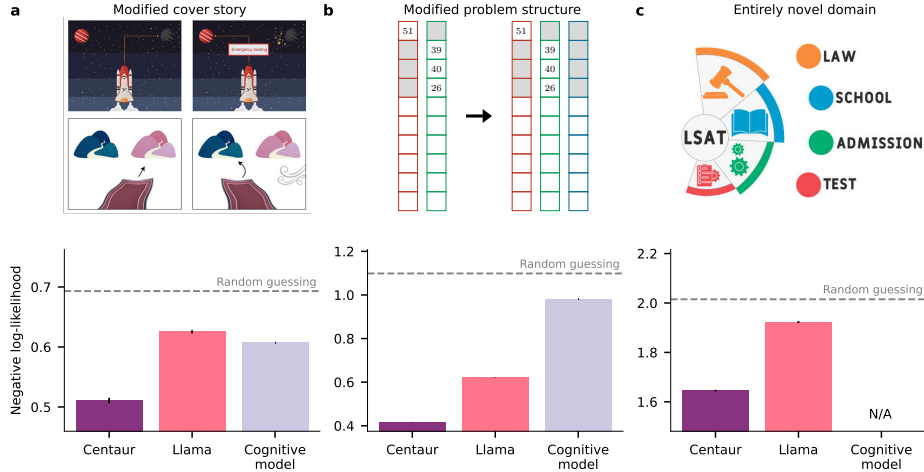 a Modified cover story
Emergency landing
b Modified problem structure
51
39
40
26
51
39
40
26
c Entirely novel domain
LSAT
LAW
SCHOOL
ADMISSION
TEST
Negative log-likelihood
0.7
0.6
0.5
Random guessing
Centaur
Llama
Cognitive
model
1.2
1.0
0.8
0.6
0.4
Random guessing
Centaur
Llama
Cognitive
model
2.2
2.0
1.8
1.6
Random guessing
N/A
Centaur
Llama
Cognitive
model